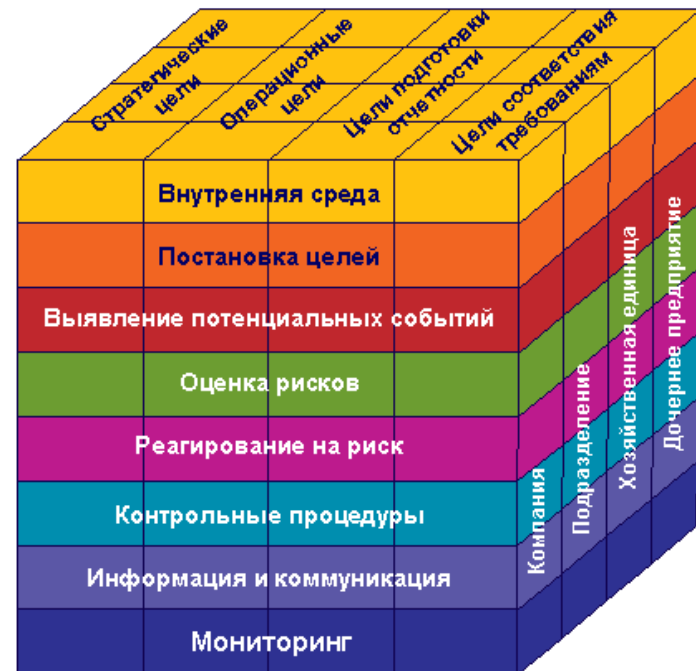 Стратегические
цели
Операционные
цели
Цели подготовки
отчетности
Цели соответствия
требованиям
Внутренняя среда
Постановка целей
Выявление потенциальных событий
Оценка рисков
Реагирование на риск
Контрольные процедуры
Информация и коммуникация
Мониторинг
Компания
Подразделение
Хозяйственная единица
Дочернее предприятие